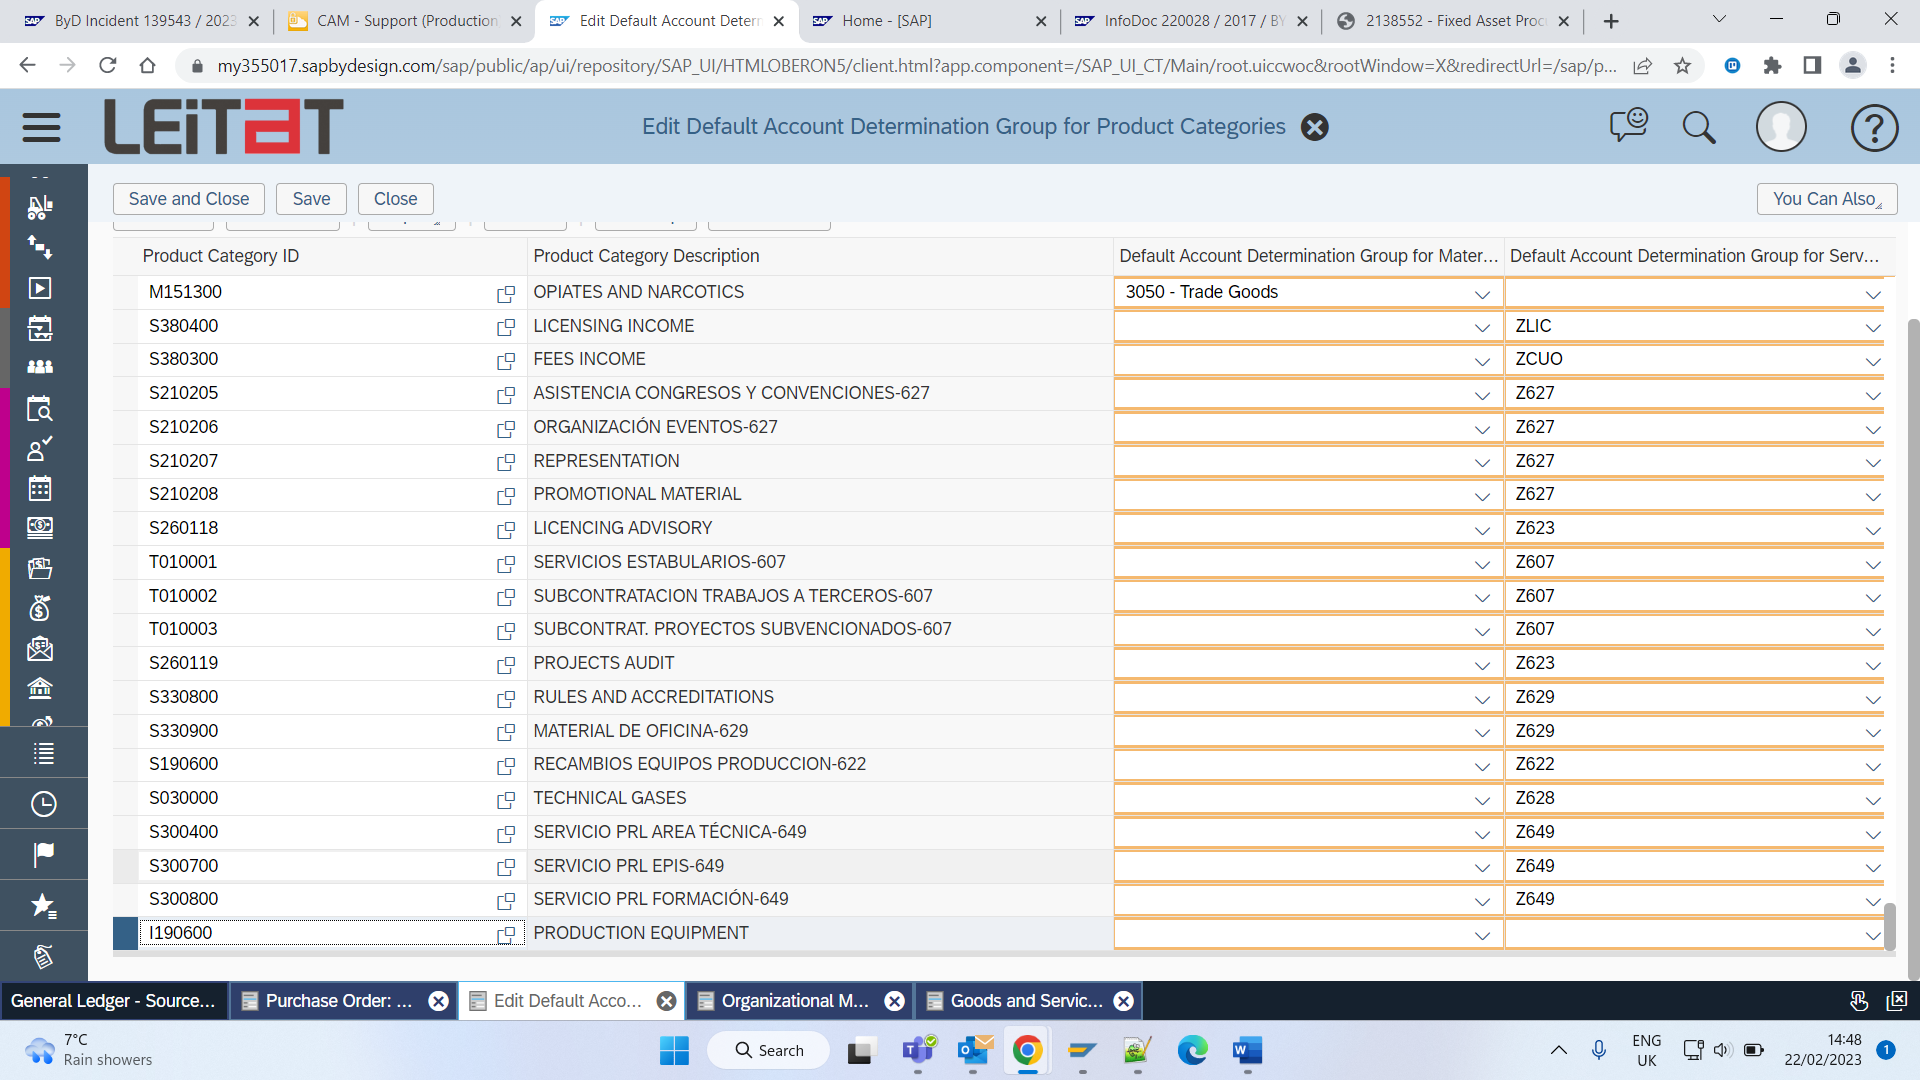 ByD Incident 139543 / 2023
CAM - Support (Production
Edit Default Account Determ
Home - [SAP]
InfoDoc 220028 / 2017 / BY
2138552 - Fixed Asset Proc
my355017.sapbydesign.com/sap/public/ap/ui/repository/SAP_UI/HTMLOBERON5/client.html?app.component=/SAP_UI_CT/Main/root.uiccwoc&rootWindow=X&redirectUrl=/sap/p...
LEiTAT
Edit Default Account Determination Group for Product Categories
Save and Close Save Close You Can Also
Product Category ID Product Category Description Default Account Determination Group for Mater... Default Account Determination Group for Serv...
M151300 OPIATES AND NARCOTICS 3050 - Trade Goods
S380400 LICENSING INCOME ZLIC
S380300 FEES INCOME ZCUO
S210205 ASISTENCIA CONGRESOS Y CONVENCIONES-627 Z627
S210206 ORGANIZACIÓN EVENTOS-627 Z627
S210207 REPRESENTATION Z627
S210208 PROMOTIONAL MATERIAL Z627
S260118 LICENCING ADVISORY Z623
T010001 SERVICIOS ESTABULARIOS-607 Z607
T010002 SUBCONTRATACION TRABAJOS A TERCEROS-607 Z607
T010003 SUBCONTRAT. PROYECTOS SUBVENCIONADOS-607 Z607
S260119 PROJECTS AUDIT Z623
S330800 RULES AND ACCREDITATIONS Z629
S330900 MATERIAL DE OFICINA-629 Z629
S190600 RECAMBIOS EQUIPOS PRODUCCION-622 Z622
S030000 TECHNICAL GASES Z628
S300400 SERVICIO PRL AREA TÉCNICA-649 Z649
S300700 SERVICIO PRL EPIS-649 Z649
S300800 SERVICIO PRL FORMACIÓN-649 Z649
I190600 PRODUCTION EQUIPMENT
General Ledger - Source... Purchase Order: ... Edit Default Acco... Organizational M... Goods and Servic...
7°C
Rain showers
Search
ENG
UK
14:48
22/02/2023
1